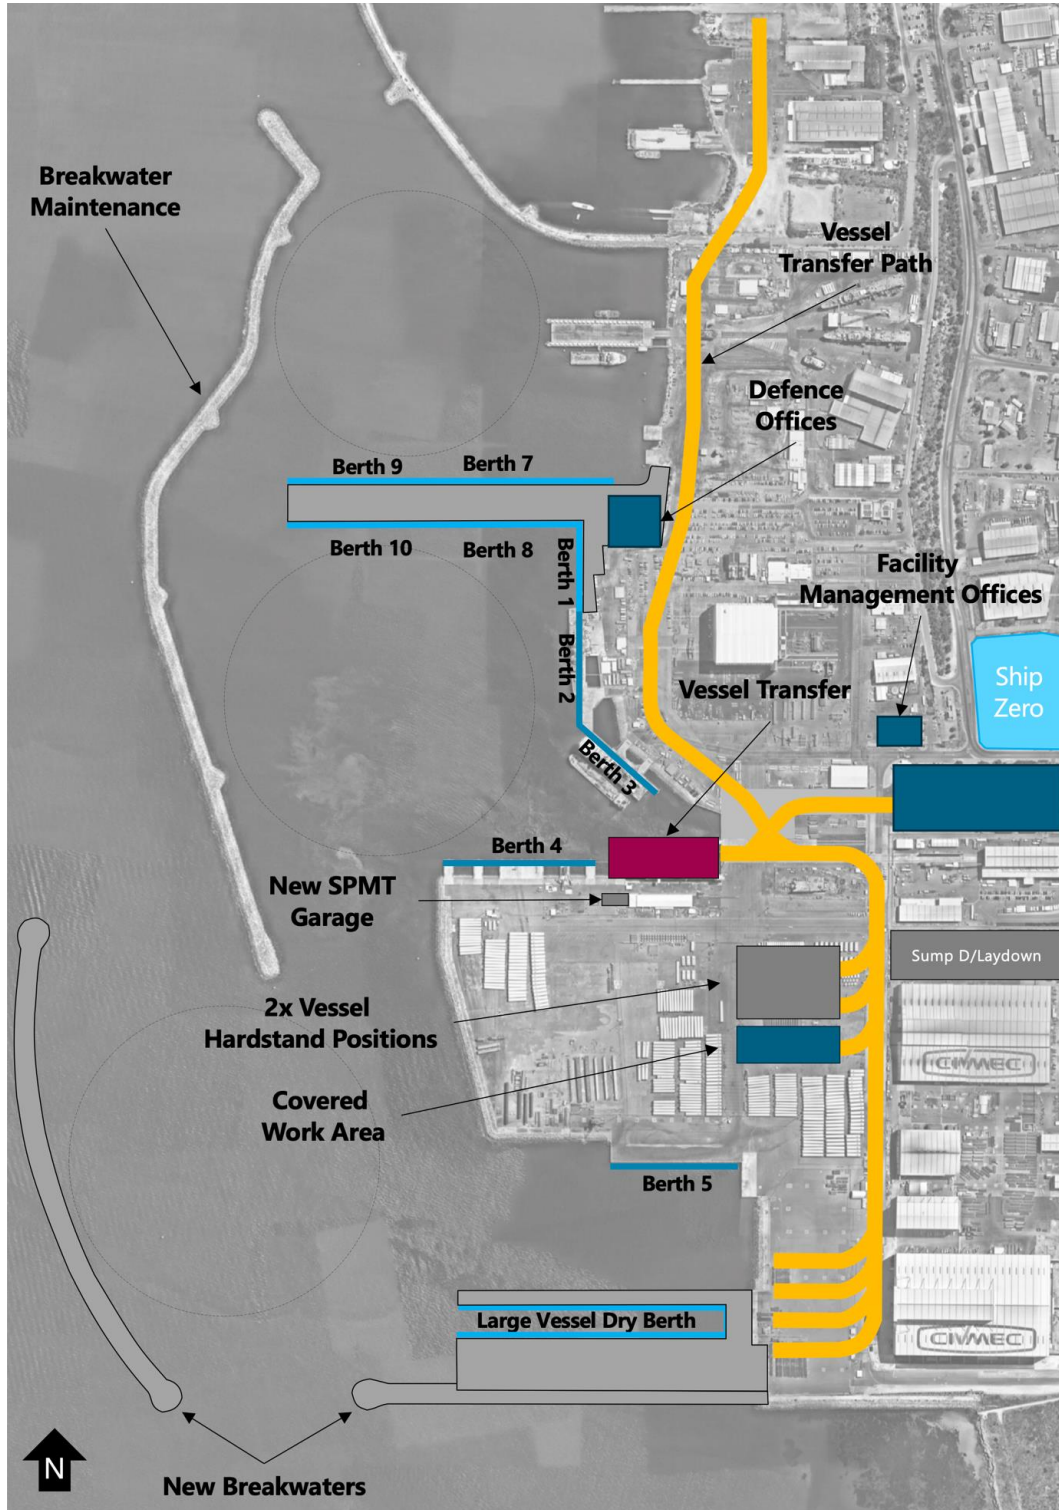 Breakwater
Maintenance
Vessel
Transfer Path
Defence
Offices
Berth 9
Berth 7
Berth 10
Berth 8
Berth 1
Berth 2
Berth 3
Facility
Management Offices
Ship
Zero
Vessel Transfer
Berth 4
New SPMT
Garage
Sump D/Laydown
2x Vessel
Hardstand Positions
CIVMEC
Covered
Work Area
Berth 5
Large Vessel Dry Berth
CIVMEC
N
New Breakwaters